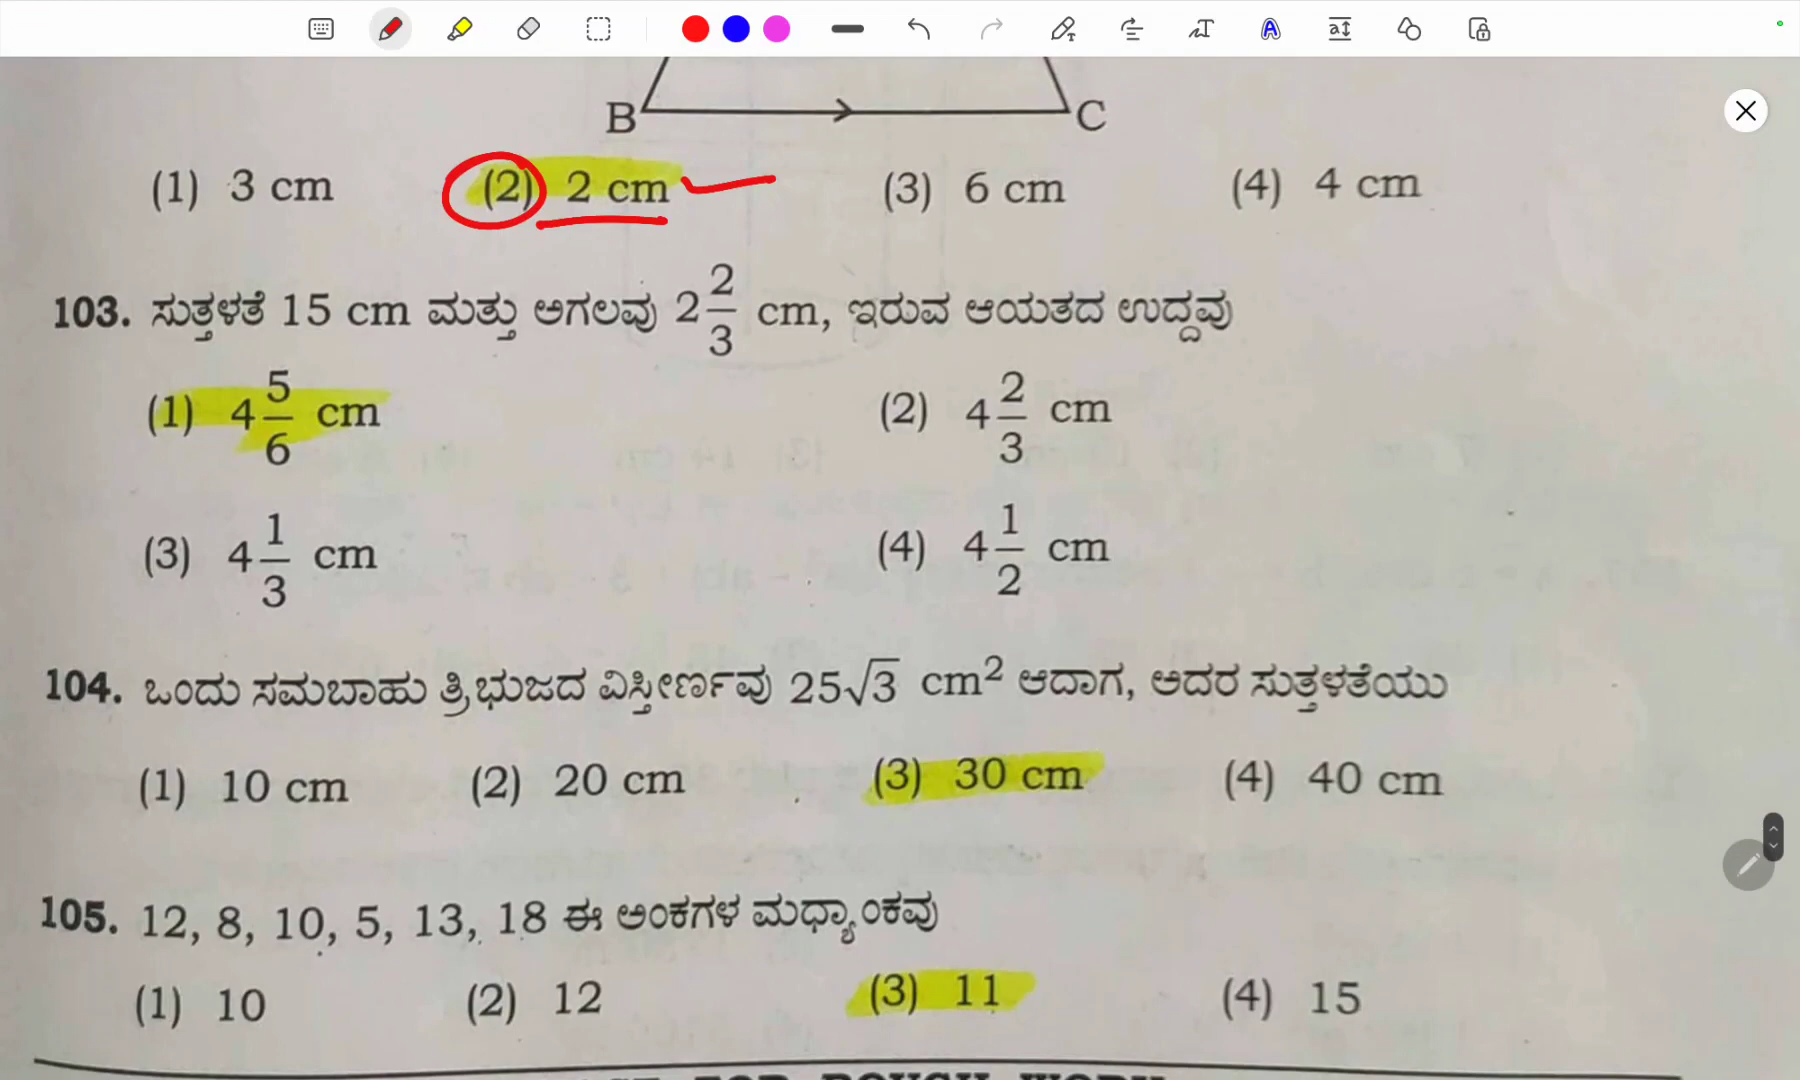 B C
(1) 3 cm (2) 2 cm (3) 6 cm (4) 4 cm
103. ಸುತ್ತಳತೆ 15 cm ಮತ್ತು ಅಗಲವು 2 2/3 cm, ಇರುವ ಆಯತದ ಉದ್ದವು
(1) 4 5/6 cm (2) 4 2/3 cm
(3) 4 1/3 cm (4) 4 1/2 cm
104. ಒಂದು ಸಮಬಾಹು ತ್ರಿಭುಜದ ವಿಸ್ತೀರ್ಣವು 25√3 cm² ಆದಾಗ, ಅದರ ಸುತ್ತಳತೆಯು
(1) 10 cm (2) 20 cm (3) 30 cm (4) 40 cm
105. 12, 8, 10, 5, 13, 18 ಈ ಅಂಕಗಳ ಮಧ್ಯಾಂಕವು
(1) 10 (2) 12 (3) 11 (4) 15